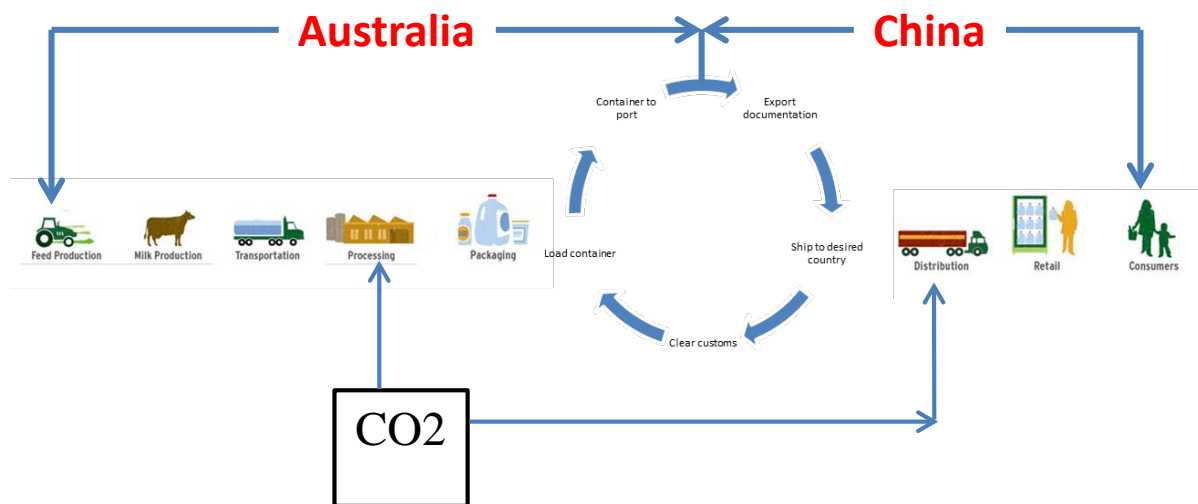 Australia
China
Container to
port
Export
documentation
Feed Production
Milk Production
Transportation
Processing
Packaging
Load container
Ship to desired
country
Distribution
Retail
Consumers
Clear customs
CO2